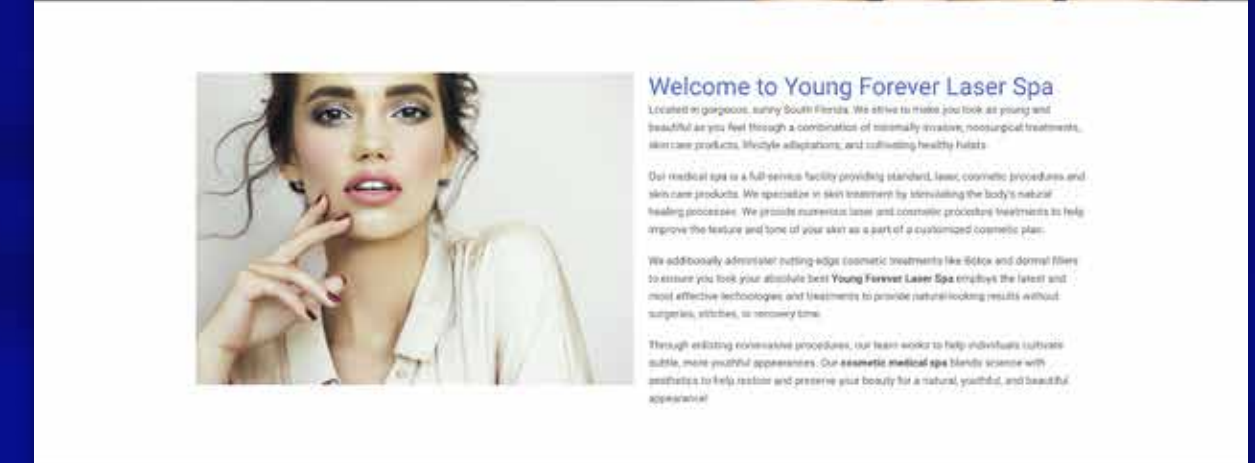 Welcome to Young Forever Laser Spa
Located in gorgeous, sunny South Florida. We strive to make you look as young and
beautiful as you feel through a combination of minimally invasive, nonsurgical treatments,
skin care products, lifestyle adaptations, and cultivating healthy habits.
Our medical spa is a full-service facility providing standard, laser, cosmetic procedures and
skin care products. We specialize in skin treatment by stimulating the body's natural
healing processes. We provide numerous laser and cosmetic procedure treatments to help
improve the texture and tone of your skin as a part of a customized cosmetic plan.
We additionally administer cutting-edge cosmetic treatments like Botox and dermal fillers
to ensure you look your absolute best Young Forever Laser Spa employs the latest and
most effective technologies and treatments to provide natural-looking results without
surgeries, stitches, or recovery time.
Through enlisting noninvasive procedures, our team works to help individuals cultivate
subtle, more youthful appearances. Our cosmetic medical spa blends science with
aesthetics to help restore and preserve your beauty for a natural, youthful, and beautiful
appearance!